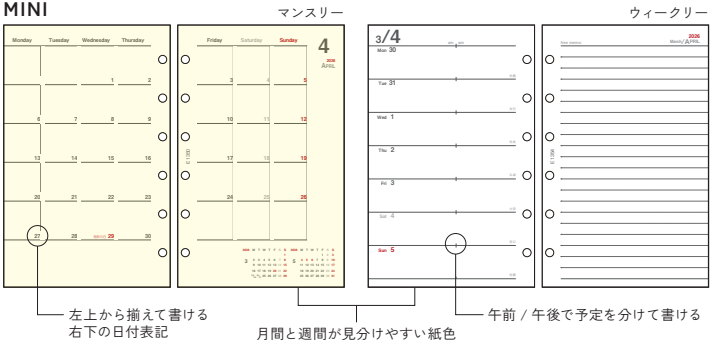 MINI
マンスリー
ウィークリー
Monday Tuesday Wednesday Thursday
1 2
6 7 8 9
13 14 15 16
20 21 22 23
27 28 29 30
Friday Saturday Sunday
4
2026
APRIL
3 4 5
10 11 12
17 18 19
24 25 26
3/4
Mon 30
Tue 31
Wed 1
Thu 2
Fri 3
Sat 4
Sun 5
2026
March/APRIL
左上から揃えて書ける
右下の日付表記
月間と週間が見分けやすい紙色
午前 / 午後で予定を分けて書ける